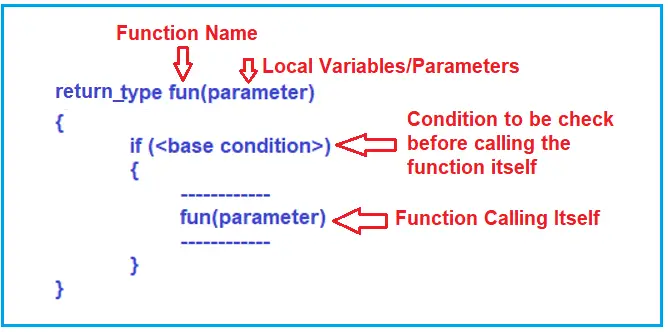 Function Name
Local Variables/Parameters
return_type fun(parameter)
{
if (<base condition>)
Condition to be check
before calling the
function itself
{
------------
fun(parameter)
Function Calling Itself
------------
}
}